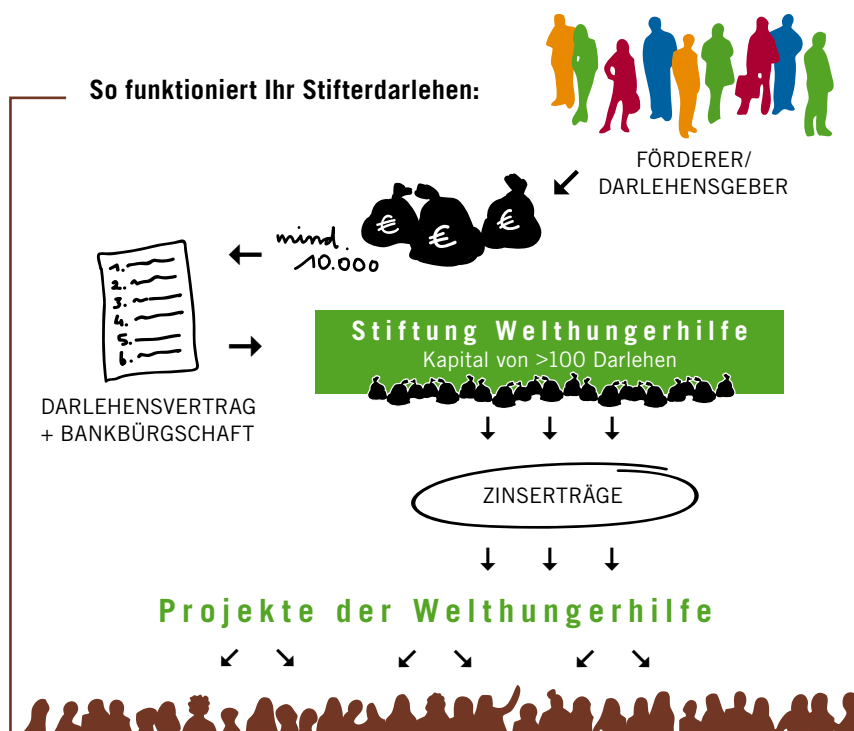 So funktioniert Ihr Stifterdarlehen:
FÖRDERER/
DARLEHENSGEBER
€ € €
mind.
10.000
1.
2.
3.
4.
5.
6.
DARLEHENSVERTRAG
+ BANKBÜRGSCHAFT
Stiftung Welthungerhilfe
Kapital von >100 Darlehen
ZINSERTRÄGE
Projekte der Welthungerhilfe